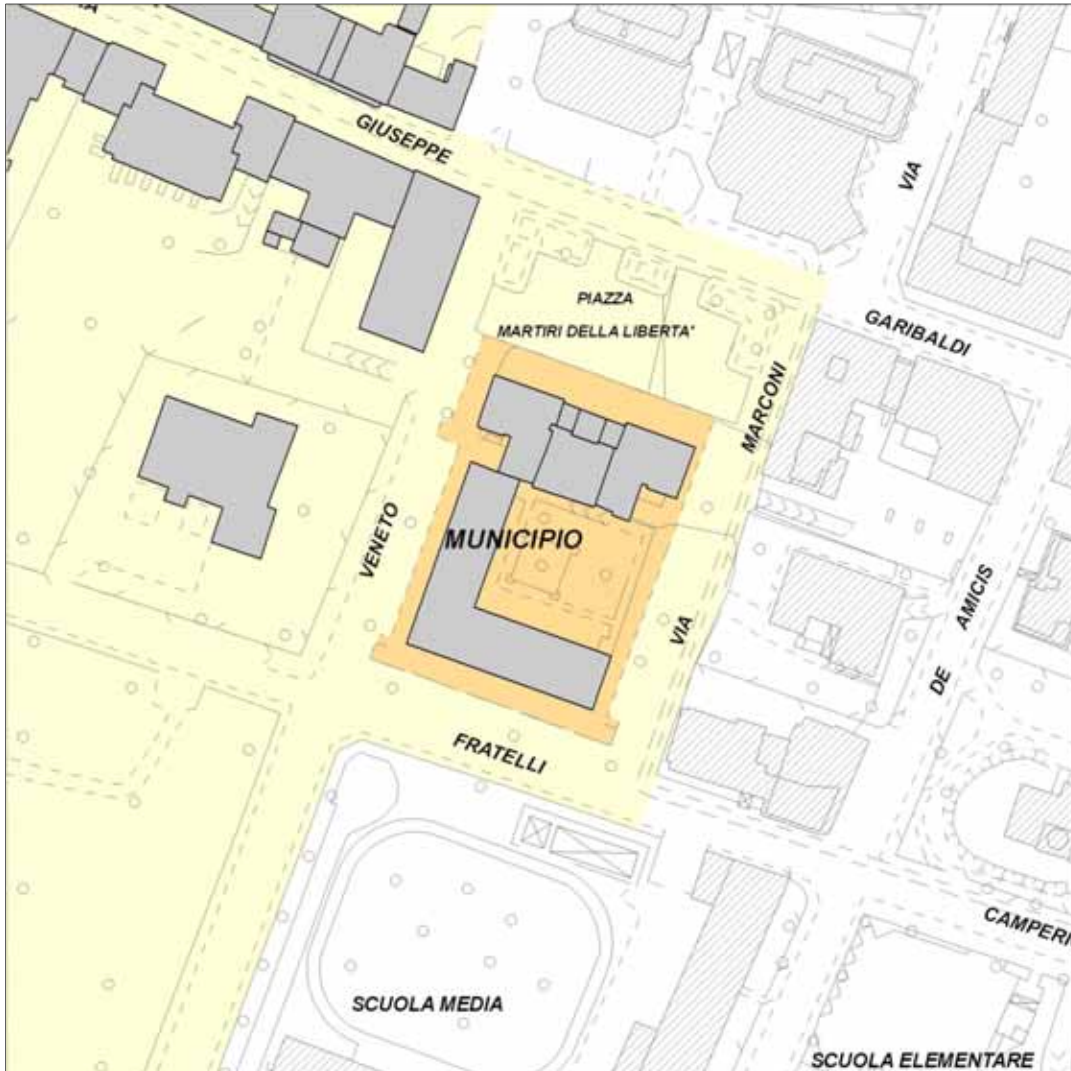 GIUSEPPE
VIA
PIAZZA
MARTIRI DELLA LIBERTA'
GARIBALDI
MARCONI
VENETO
MUNICIPIO
AMICIS
VIA
DE
FRATELLI
CAMPERI
SCUOLA MEDIA
SCUOLA ELEMENTARE